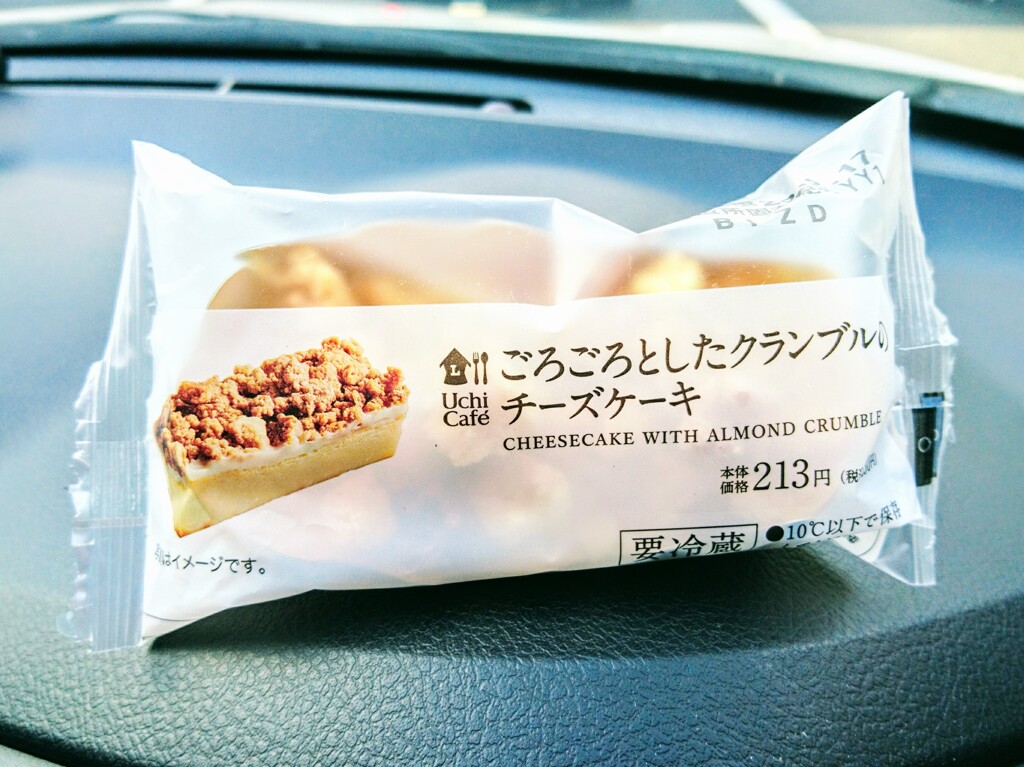 BIZD
Uchi
Café
ごろごろとしたクランブルの
チーズケーキ
CHEESECAKE WITH ALMOND CRUMBLE
本体
価格 213円 (税
はイメージです。
要冷蔵 ●10℃以下で保存